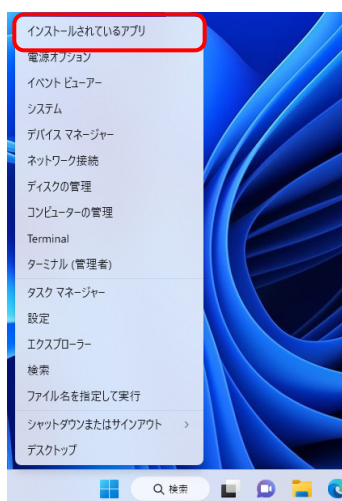 インストールされているアプリ
電源オプション
イベント ビューアー
システム
デバイス マネージャー
ネットワーク接続
ディスクの管理
コンピューターの管理
Terminal
ターミナル (管理者)
タスク マネージャー
設定
エクスプローラー
検索
ファイル名を指定して実行
シャットダウンまたはサインアウト
デスクトップ
検索